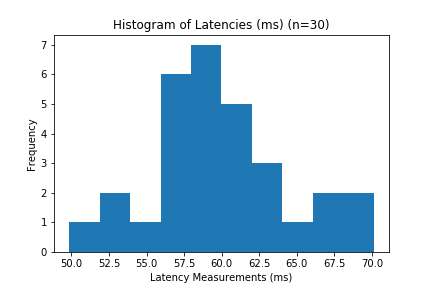 Histogram of Latencies (ms) (n=30)
7
6
5
4
3
2
1
0
Frequency
50.0 52.5 55.0 57.5 60.0 62.5 65.0 67.5 70.0
Latency Measurements (ms)